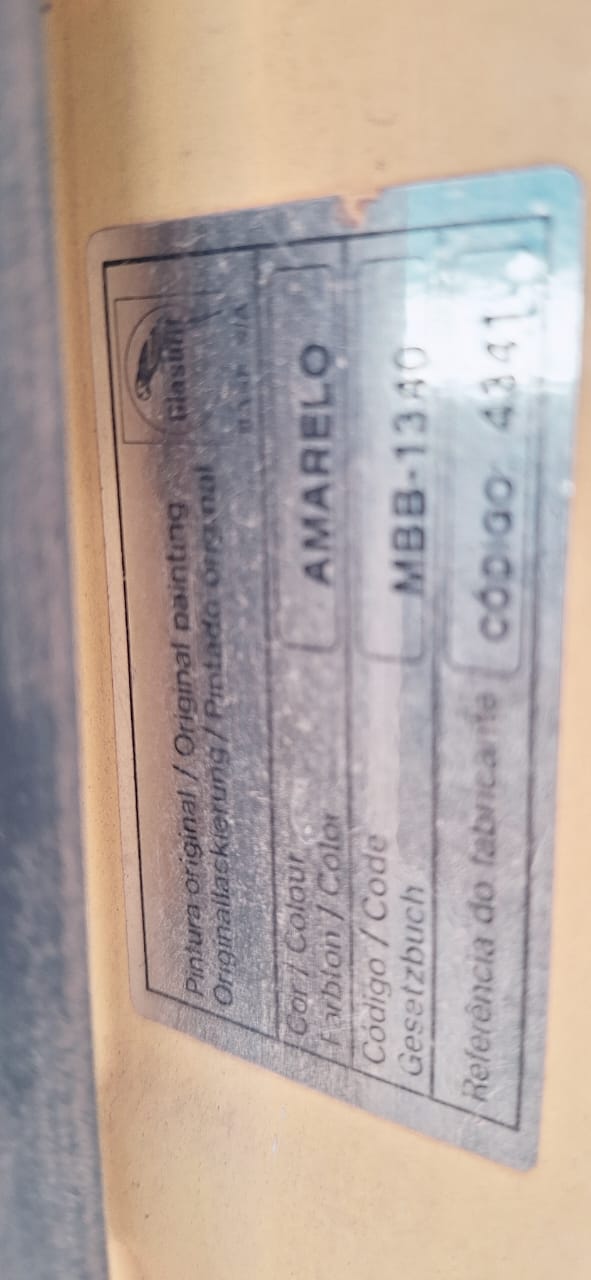 Pintura original / Original painting
Originallackierung / Pintado original
Glasurit
Cor / Colour
Farbton / Color
AMARELO
Código / Code
Gesetzbuch
MBB-1340
Referência do fabricante
CÓDIGO 4341